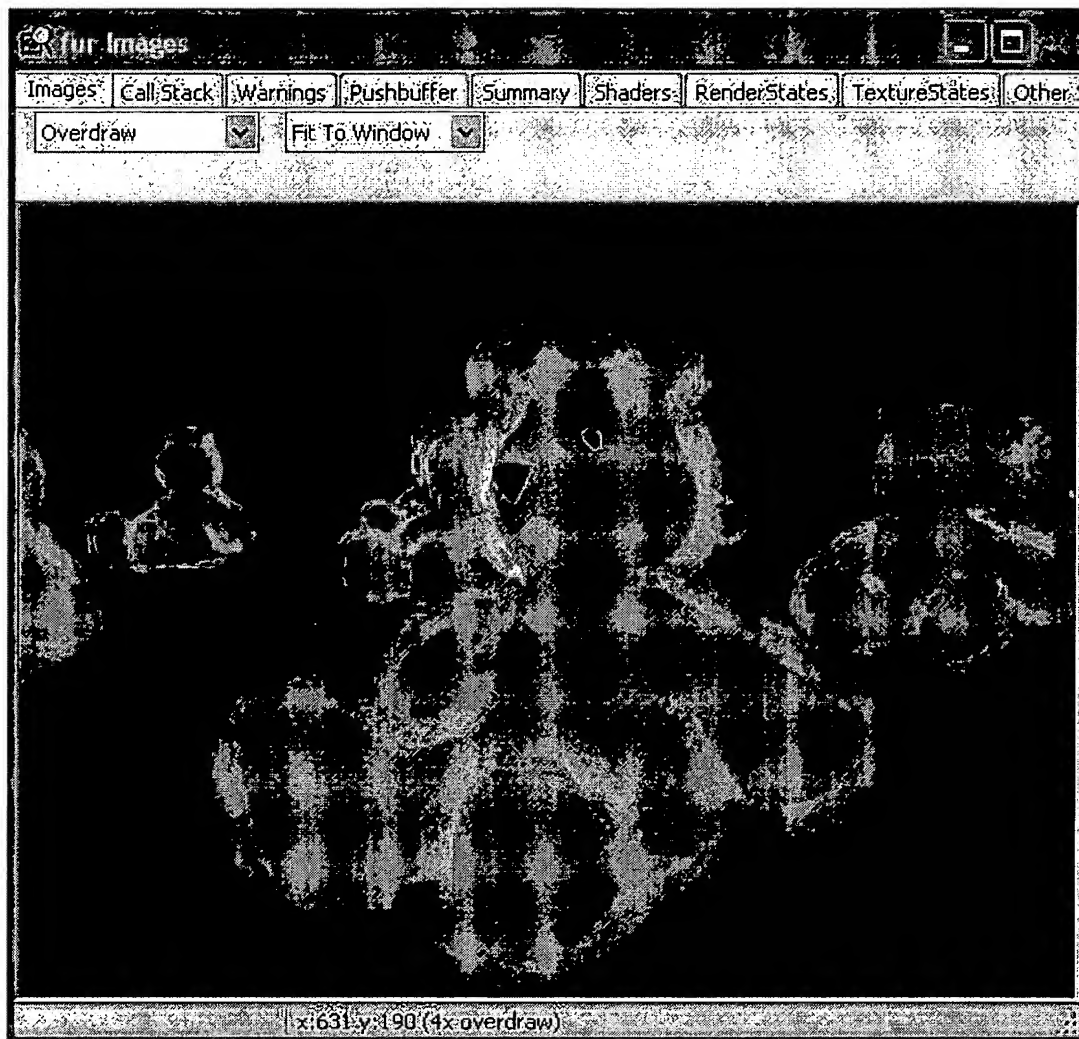 fur Images
Images Call Stack Warnings Pushbuffer Summary Shaders RenderStates TextureStates Other
Overdraw Fit To Window
x:631 y:190 (4x overdraw)